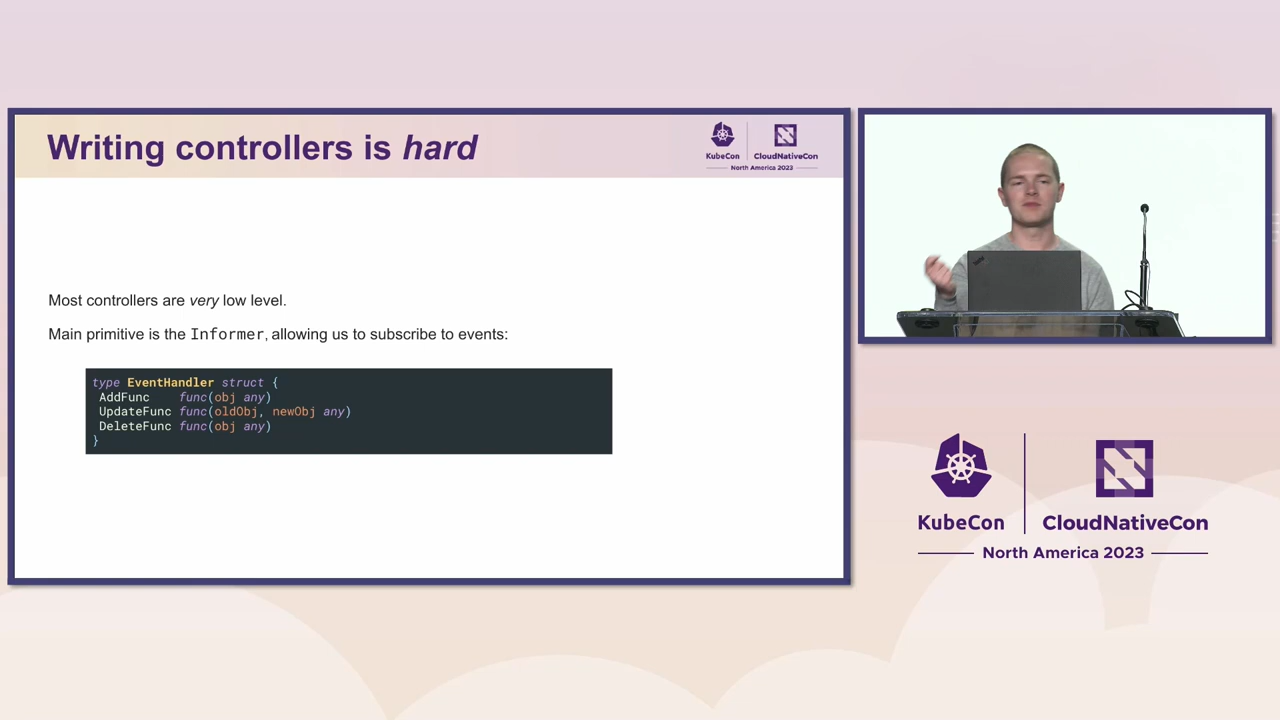 Writing controllers is hard
KubeCon
CloudNativeCon
North America 2023
Most controllers are very low level.
Main primitive is the Informer, allowing us to subscribe to events:
type EventHandler struct {
AddFunc func(obj any)
UpdateFunc func(oldObj, newObj any)
DeleteFunc func(obj any)
}
KubeCon
CloudNativeCon
North America 2023